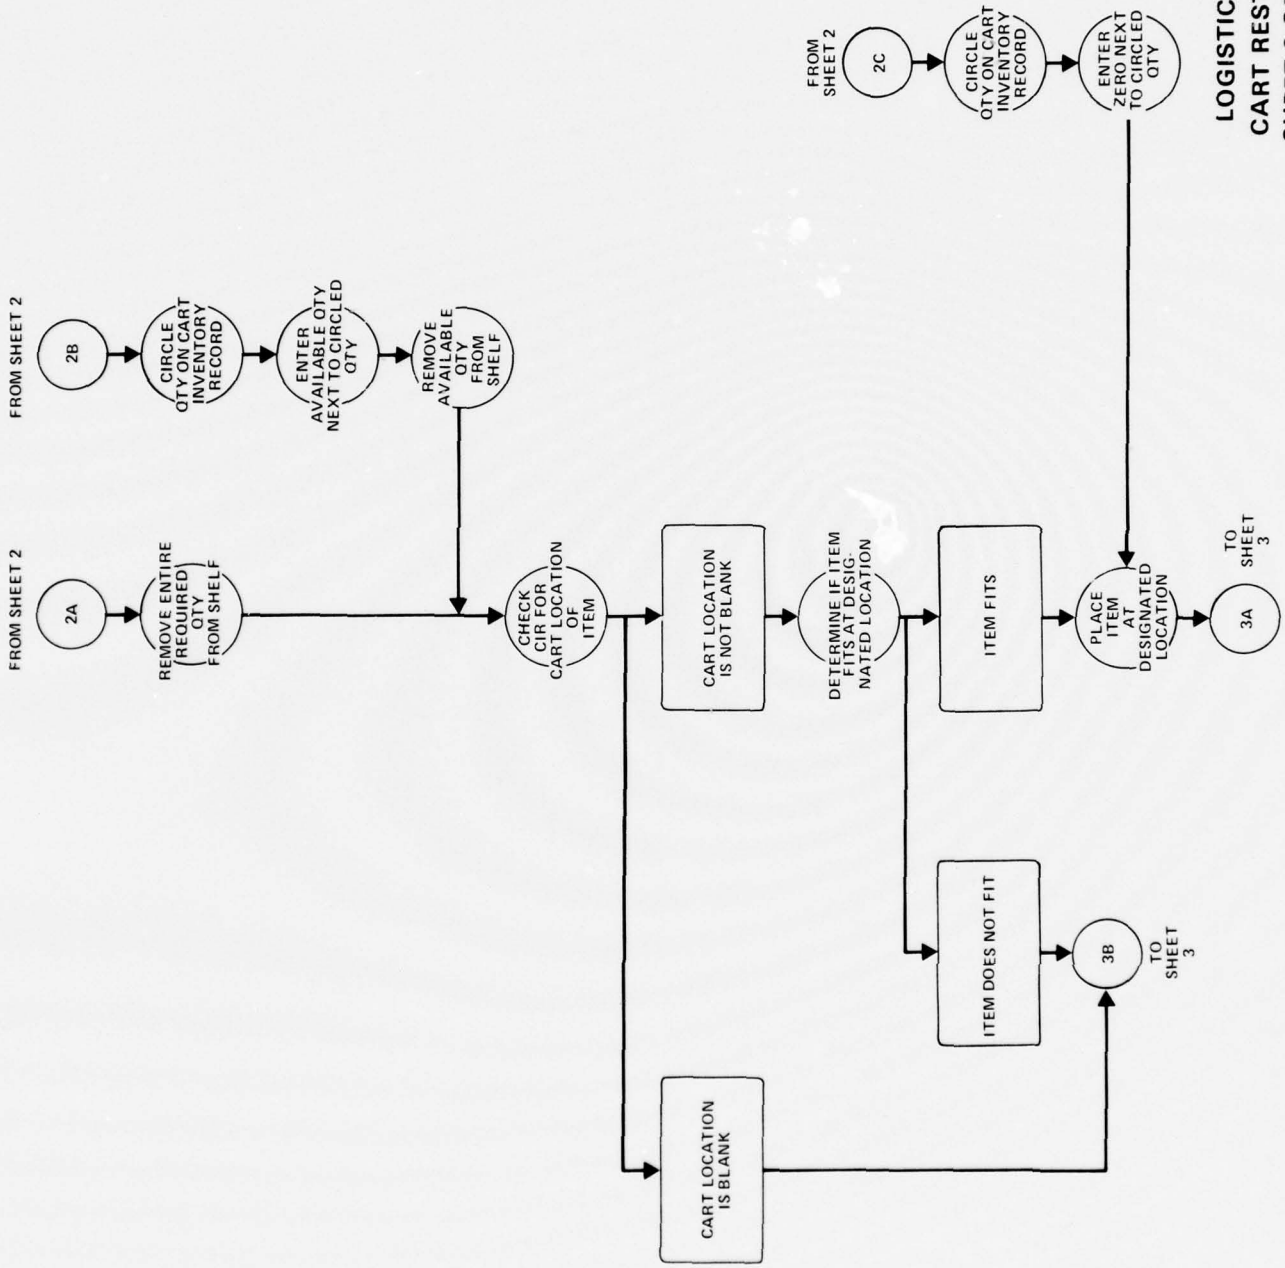 FROM SHEET 2
2A
REMOVE ENTIRE
REQUIRED
QTY
FROM SHELF
FROM SHEET 2
2B
CIRCLE
QTY ON CART
INVENTORY
RECORD
ENTER
AVAILABLE QTY
NEXT TO CIRCLED
QTY
REMOVE
AVAILABLE
QTY
FROM
SHELF
CHECK
CIR FOR
CART LOCATION
OF
ITEM
CART LOCATION
IS BLANK
CART LOCATION
IS NOT BLANK
DETERMINE IF ITEM
FITS AT DESIG-
NATED LOCATION
ITEM DOES NOT FIT
ITEM FITS
FROM
SHEET 2
2C
CIRCLE
QTY ON CART
INVENTORY
RECORD
ENTER
ZERO NEXT
TO CIRCLED
QTY
PLACE
ITEM
AT
DESIGNATED
LOCATION
3B
TO
SHEET
3
3A
TO
SHEET
3
LOGISTIC
CART REST